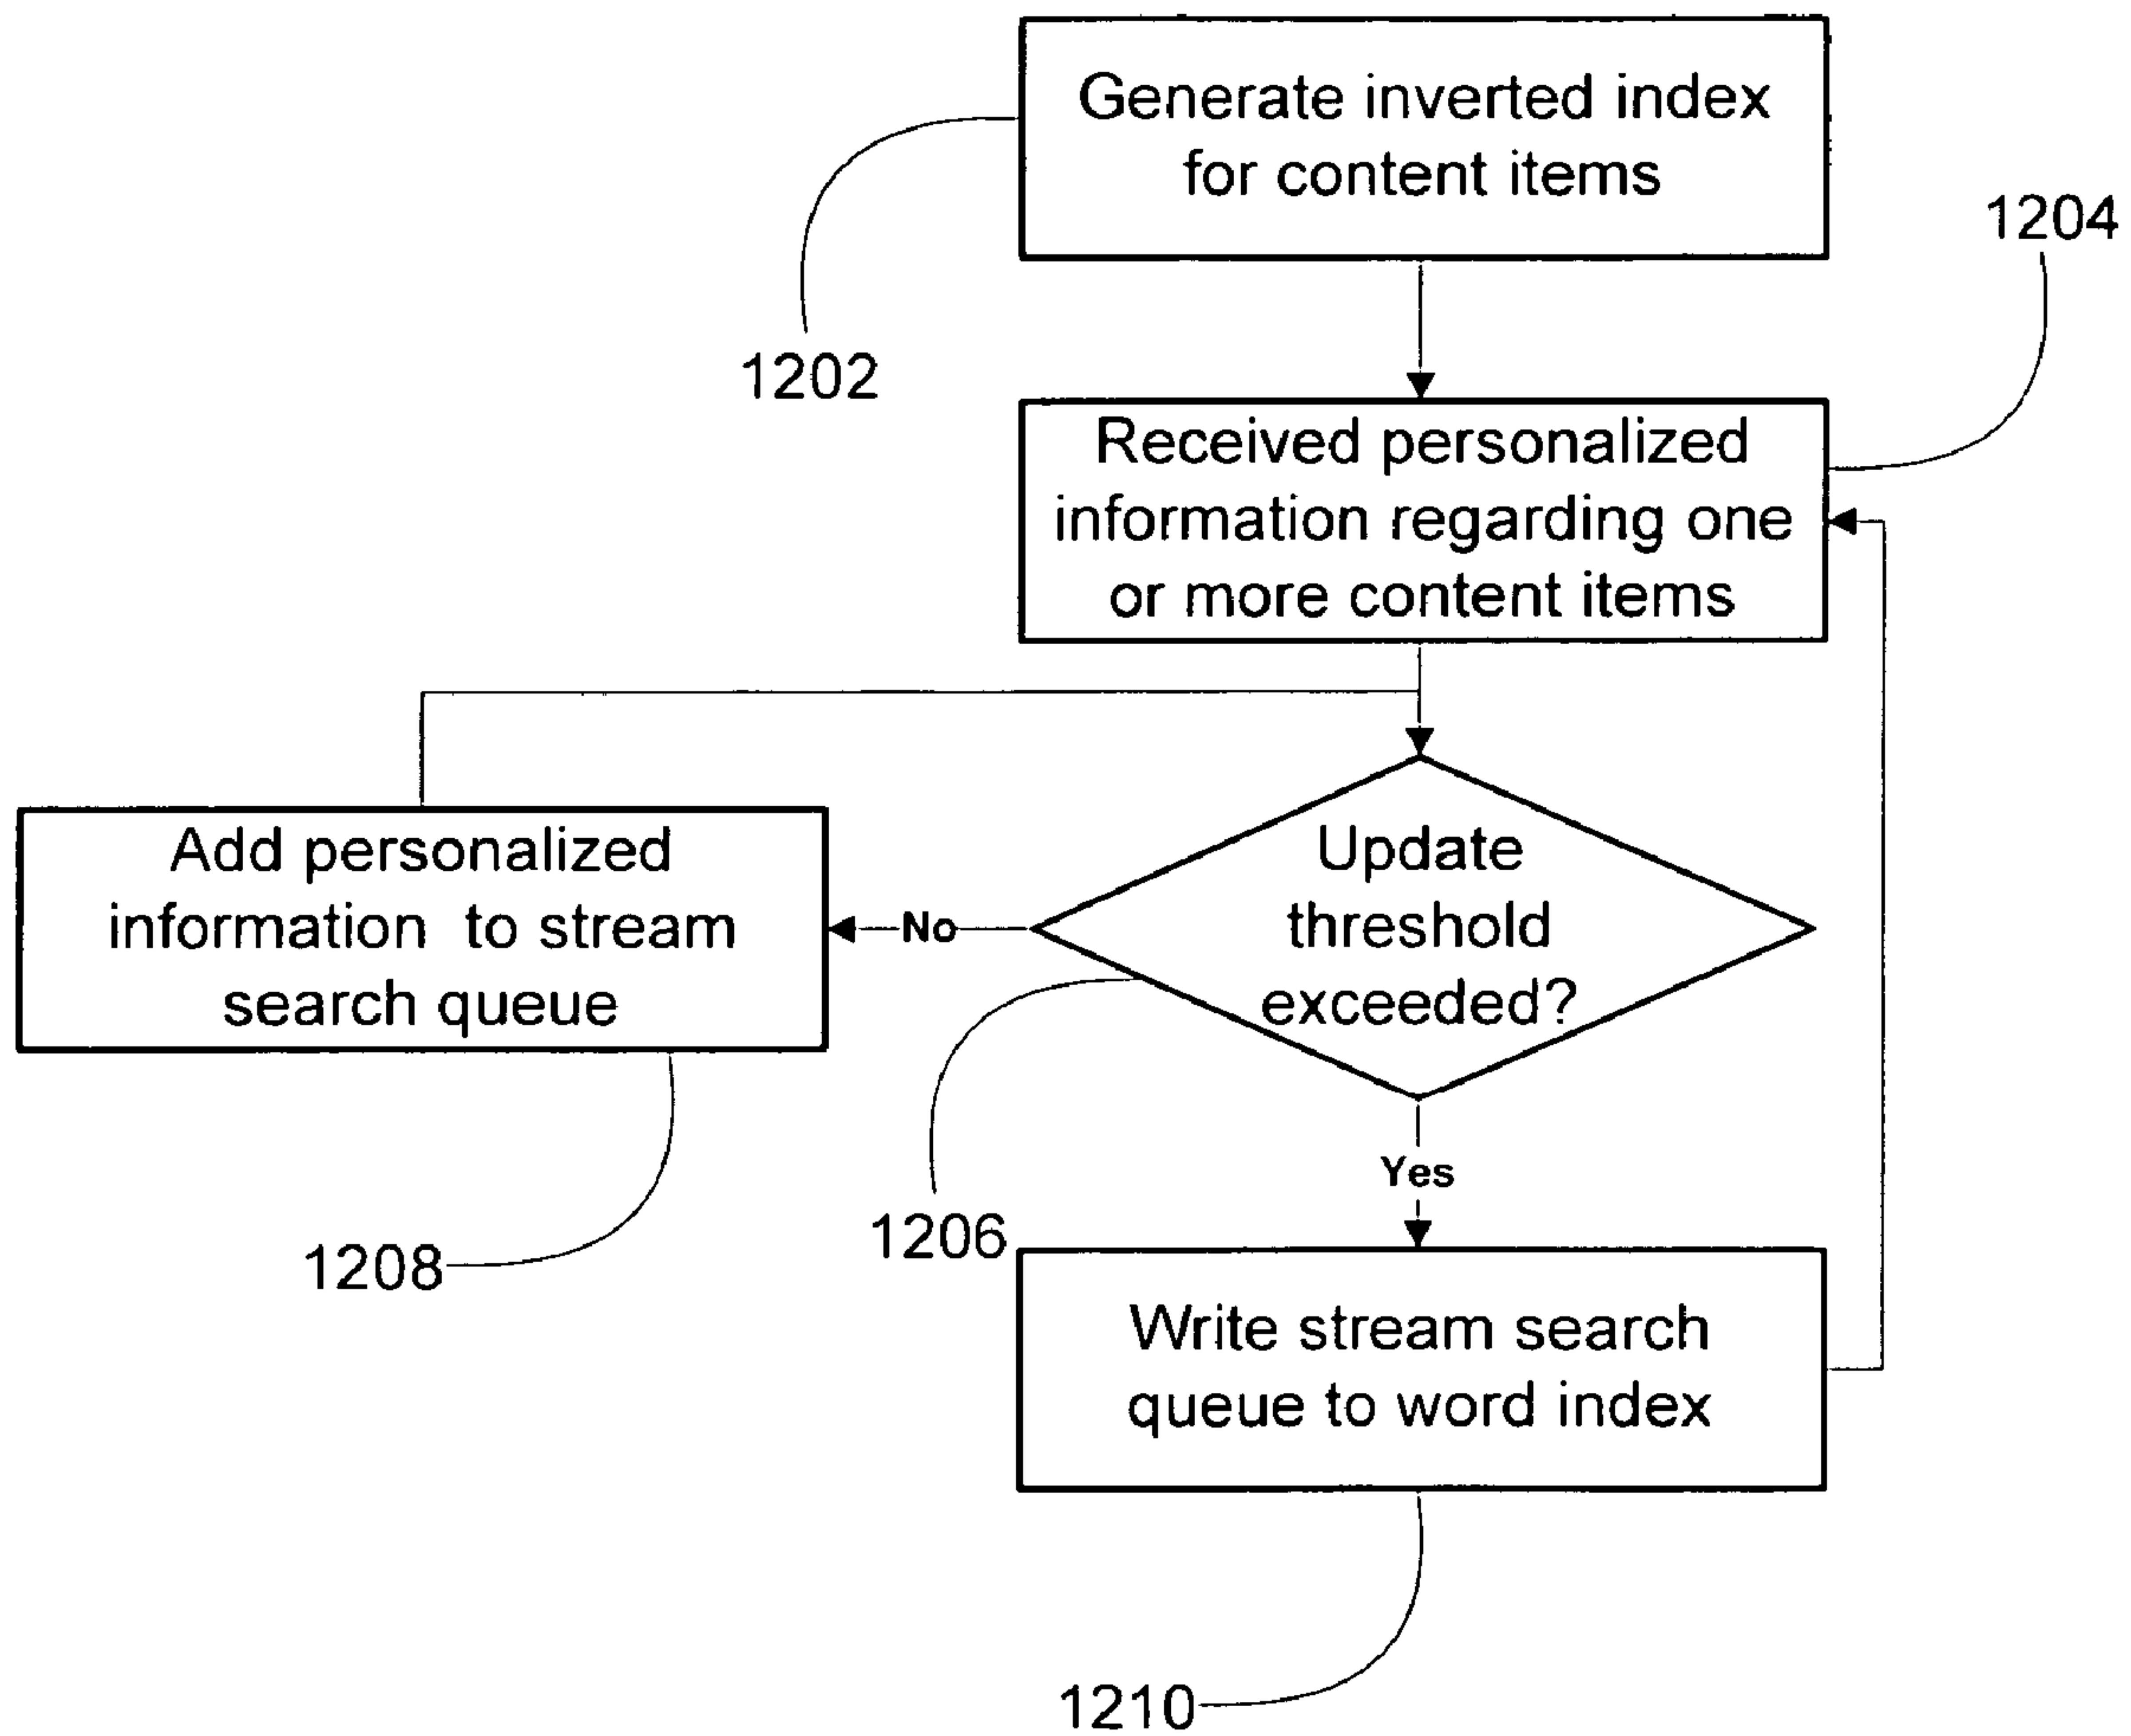 Generate inverted index
for content items
1204
1202
Received personalized
information regarding one
or more content items
Add personalized
information to stream
search queue
No
Update
threshold
exceeded?
Yes
1206
1208
Write stream search
queue to word index
1210